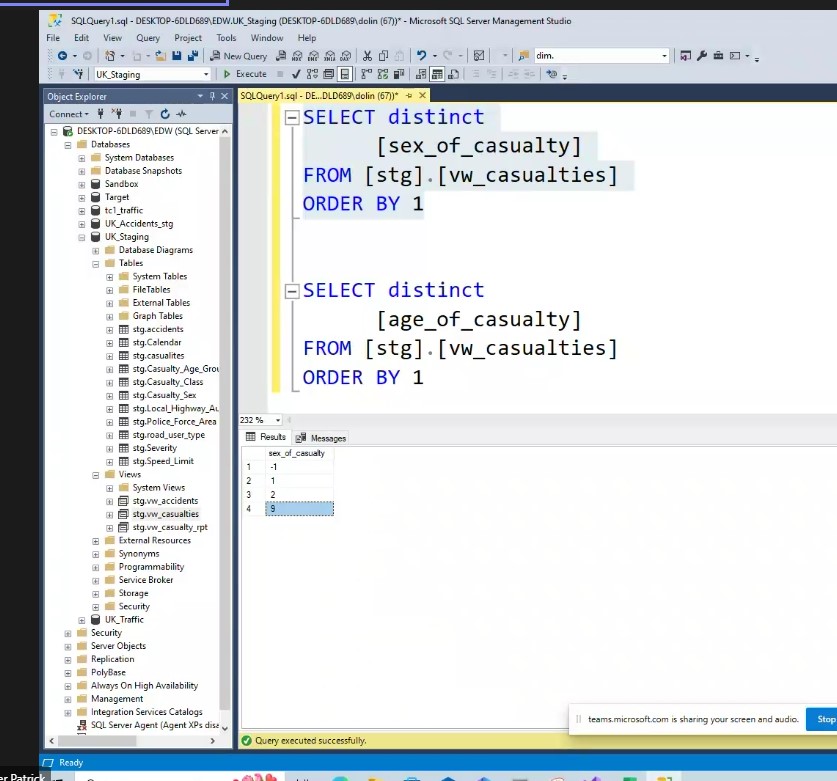 SQLQuery1.sql - DESKTOP-6DLD689\EDW.UK_Staging (DESKTOP-6DLD689\dolin (67))* - Microsoft SQL Server Management Studio
File Edit View Query Project Tools Window Help
New Query dim.
UK_Staging Execute
Object Explorer
SQLQuery1.sql - DE...DLD689\dolin (67))*
Connect
DESKTOP-6DLD689\EDW (SQL Server
Databases
System Databases
Database Snapshots
Sandbox
Target
tc1_traffic
UK_Accidents_stg
UK_Staging
Database Diagrams
Tables
System Tables
FileTables
External Tables
Graph Tables
stg.accidents
stg.Calendar
stg.casualites
stg.Casualty_Age_Grou
stg.Casualty_Class
stg.Casualty_Sex
stg.Local_Highway_Au
stg.Police_Force_Area
stg.road_user_type
stg.Severity
stg.Speed_Limit
Views
System Views
stg.vw_accidents
stg.vw_casualties
stg.vw_casualty_rpt
External Resources
Synonyms
Programmability
Service Broker
Storage
Security
UK_Traffic
Security
Server Objects
Replication
PolyBase
Always On High Availability
Management
Integration Services Catalogs
SQL Server Agent (Agent XPs disa
SELECT distinct
[sex_of_casualty]
FROM [stg].[vw_casualties]
ORDER BY 1
SELECT distinct
[age_of_casualty]
FROM [stg].[vw_casualties]
ORDER BY 1
232 %
Results Messages
sex_of_casualty
1 -1
2 1
3 2
4 9
teams.microsoft.com is sharing your screen and audio. Stop
Query executed successfully.
Ready
er Patrick